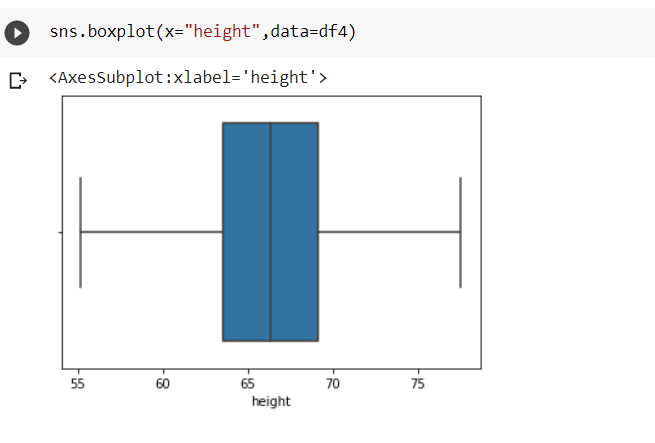 sns.boxplot(x="height",data=df4)
<AxesSubplot:xlabel='height'>
55 60 65 70 75
height